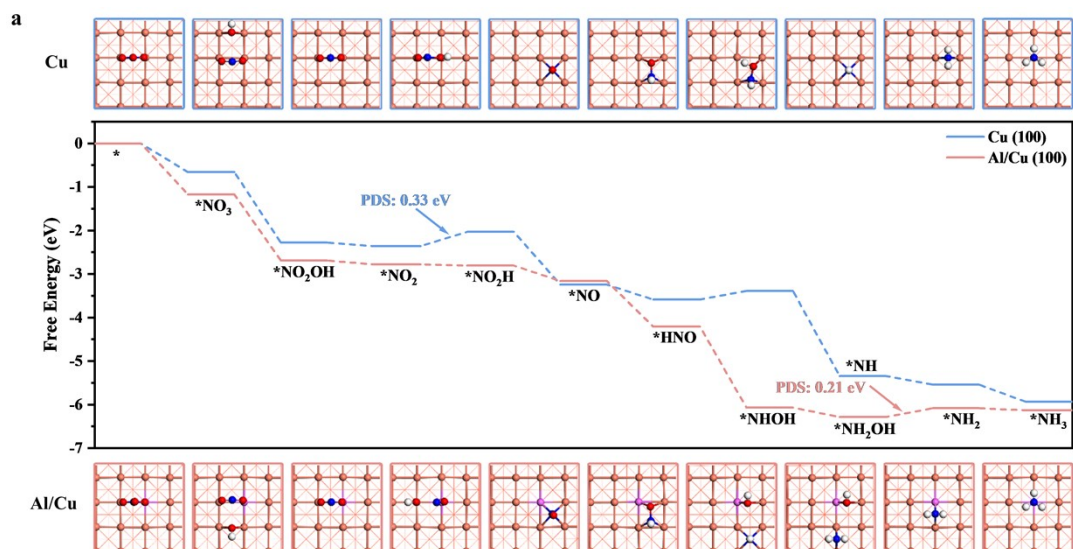 a
Cu
0
-1
-2
-3
-4
-5
-6
-7
Free Energy (eV)
Cu (100)
Al/Cu (100)
*
*NO₃
*NO₂OH
*NO₂
PDS: 0.33 eV
*NO₂H
*NO
*HNO
*NHOH
*NH
*NH₂OH
PDS: 0.21 eV
*NH₂
*NH₃
Al/Cu